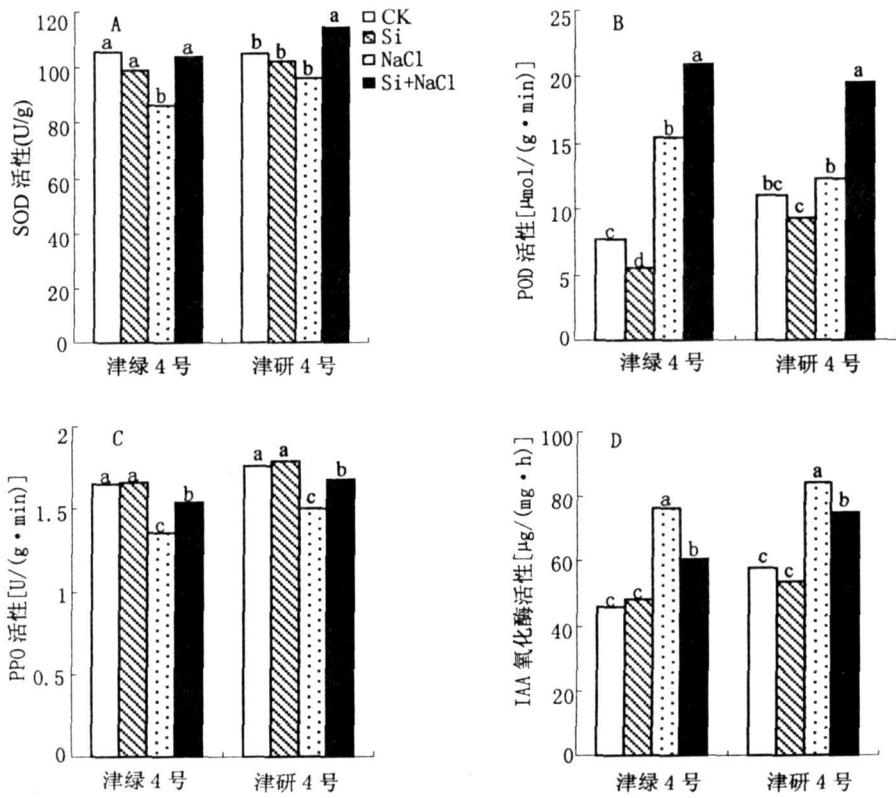 A
SOD 活性(U/g)
120
100
80
60
40
20
0
a
a
b
a
b
b
b
a
津绿 4 号
津研 4 号
CK
Si
NaCl
Si+NaCl
B
POD 活性[μmol/(g·min)]
25
20
15
10
5
0
c
d
b
a
bc
c
b
a
津绿 4 号
津研 4 号
C
PPO 活性[U/(g·min)]
2
1.5
1
0.5
0
a
a
c
b
a
a
c
b
津绿 4 号
津研 4 号
D
IAA 氧化酶活性[μg/(mg·h)]
100
80
60
40
20
0
c
c
a
b
c
c
a
b
津绿 4 号
津研 4 号